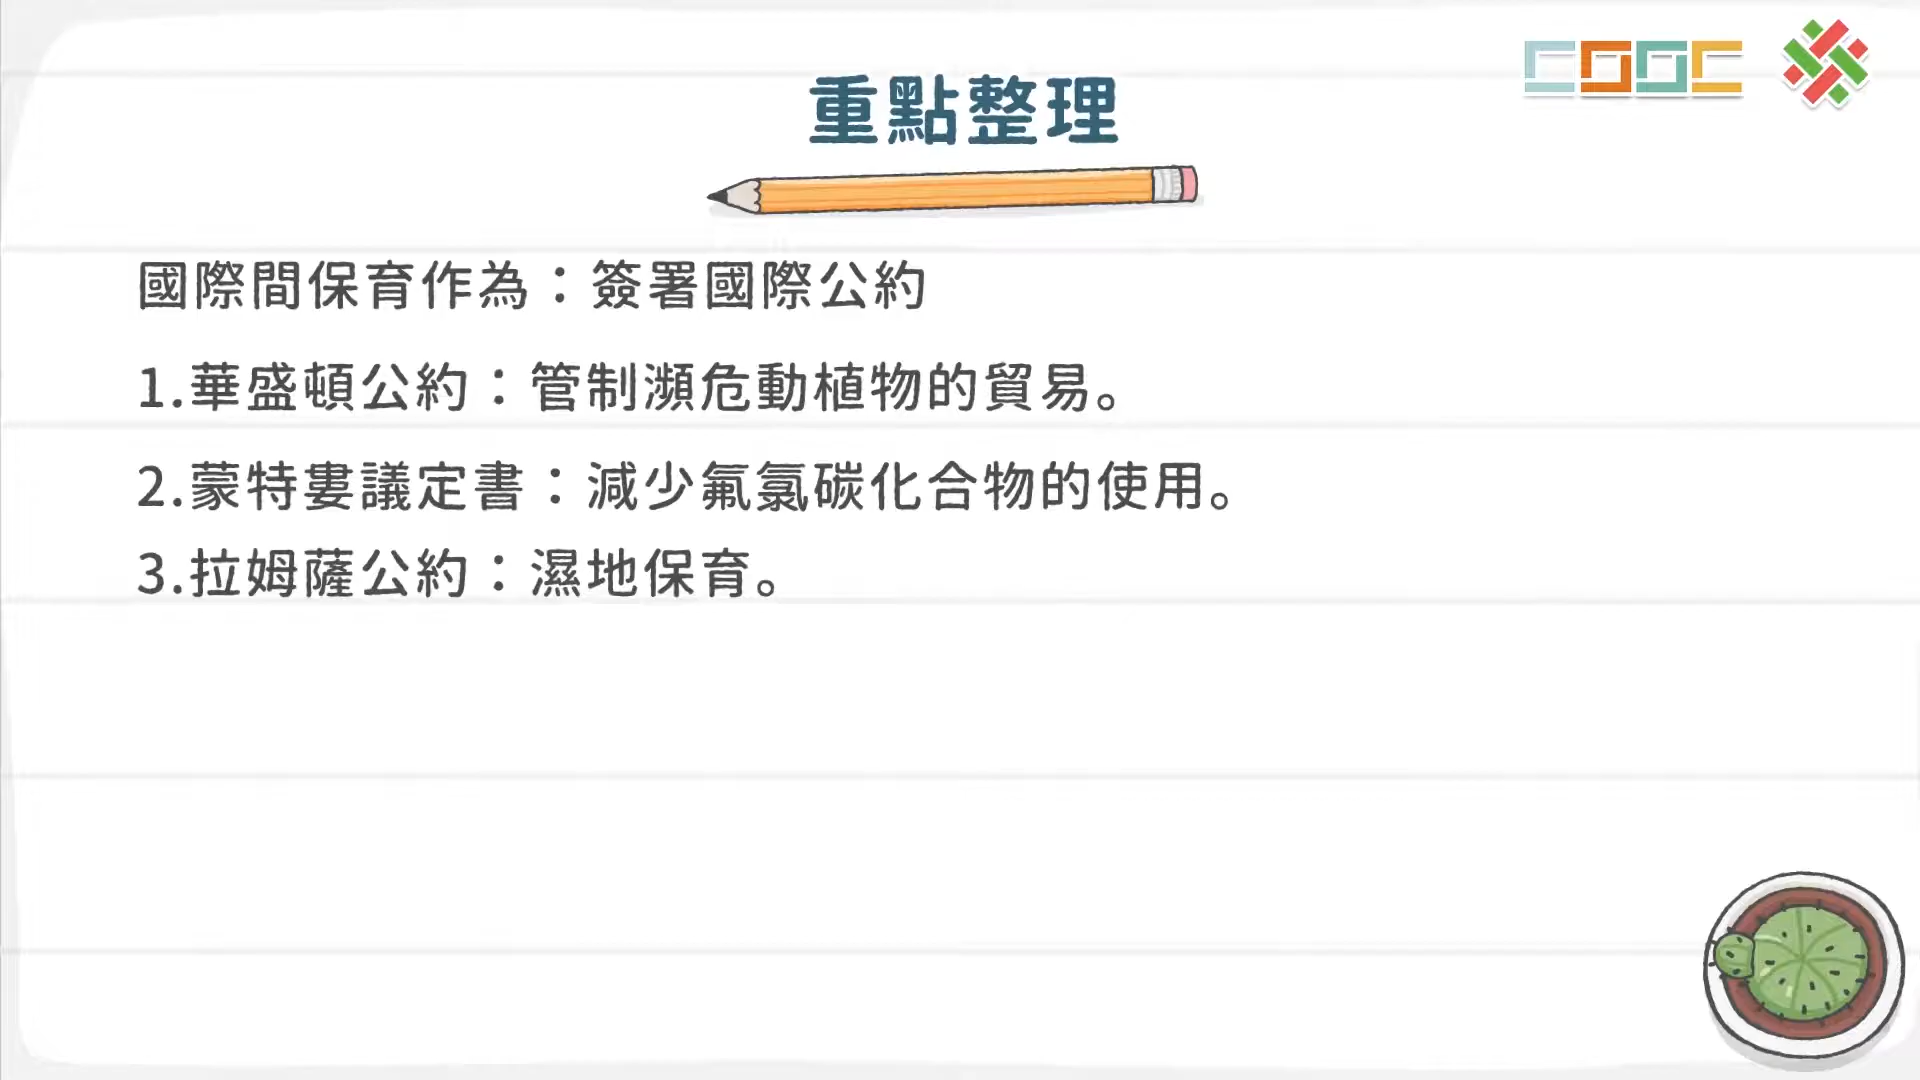 COOC
重點整理
國際間保育作為：簽署國際公約
1.華盛頓公約：管制瀕危動植物的貿易。
2.蒙特婁議定書：減少氟氯碳化合物的使用。
3.拉姆薩公約：濕地保育。